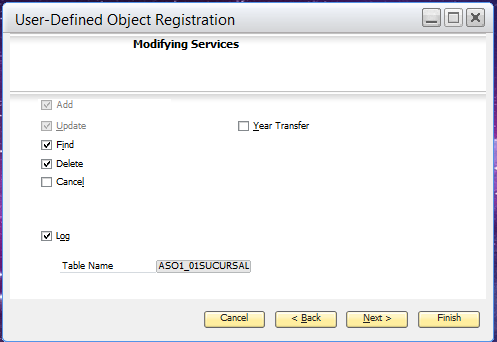 User-Defined Object Registration
Modifying Services
Add
Update
Year Transfer
Find
Delete
Cancel
Log
Table Name ASO1_01SUCURSAL
Cancel < Back Next > Finish